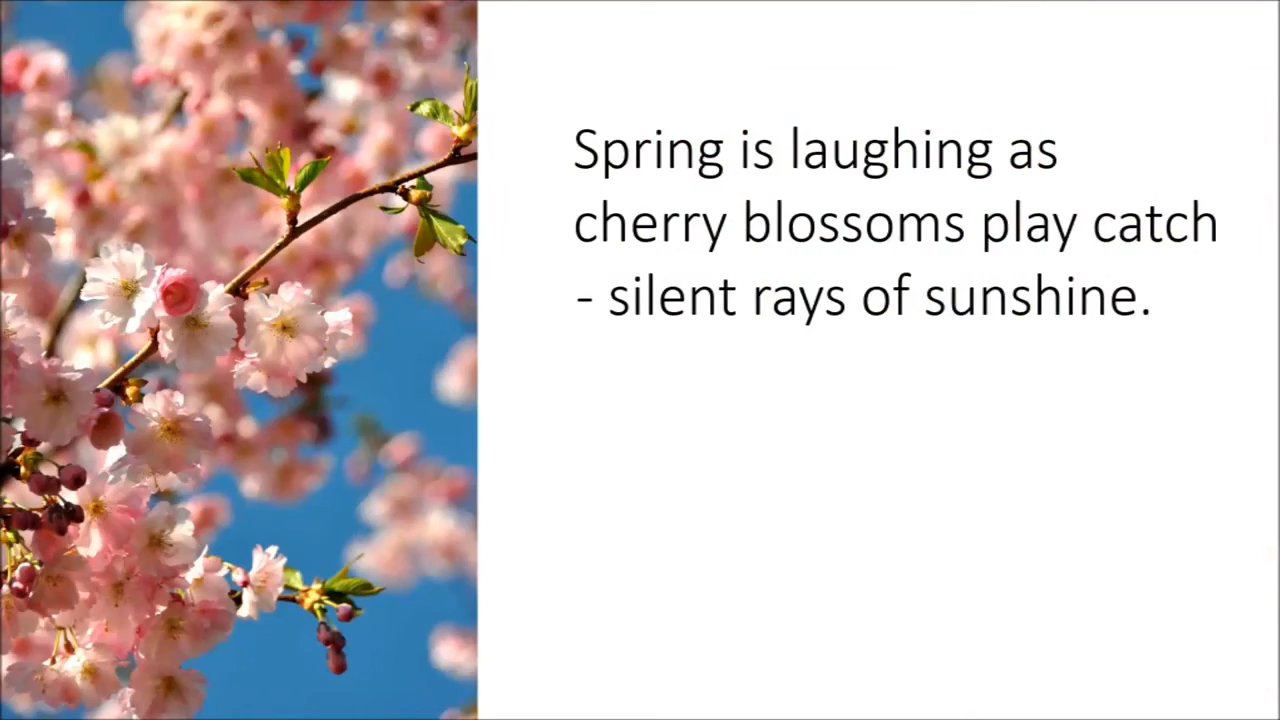 Spring is laughing as
cherry blossoms play catch
- silent rays of sunshine.